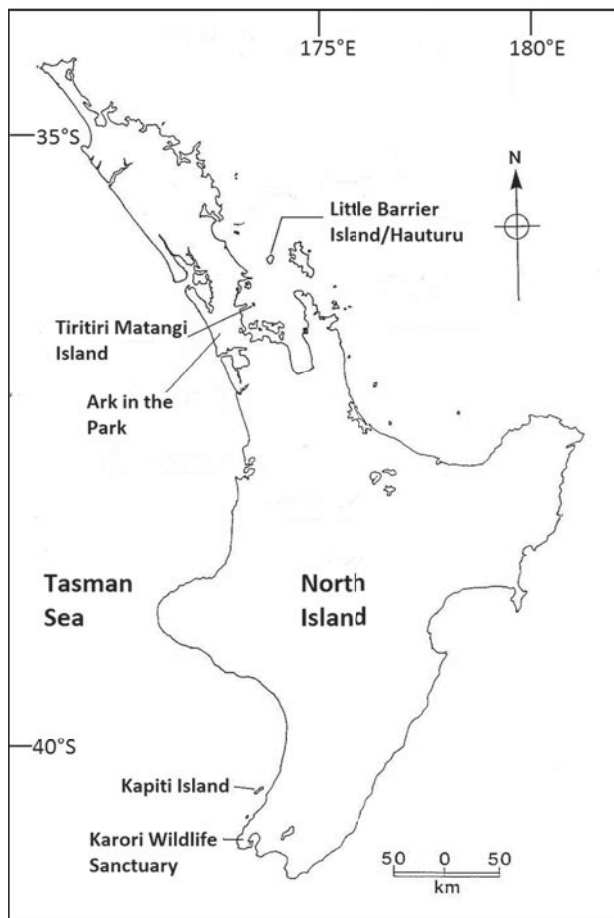 175°E
180°E
35°S
N
Little Barrier
Island/Hauturu
Tiritiri Matangi
Island
Ark in the
Park
Tasman
Sea
North
Island
40°S
Kapiti Island
Karori Wildlife
Sanctuary
50 0 50
km